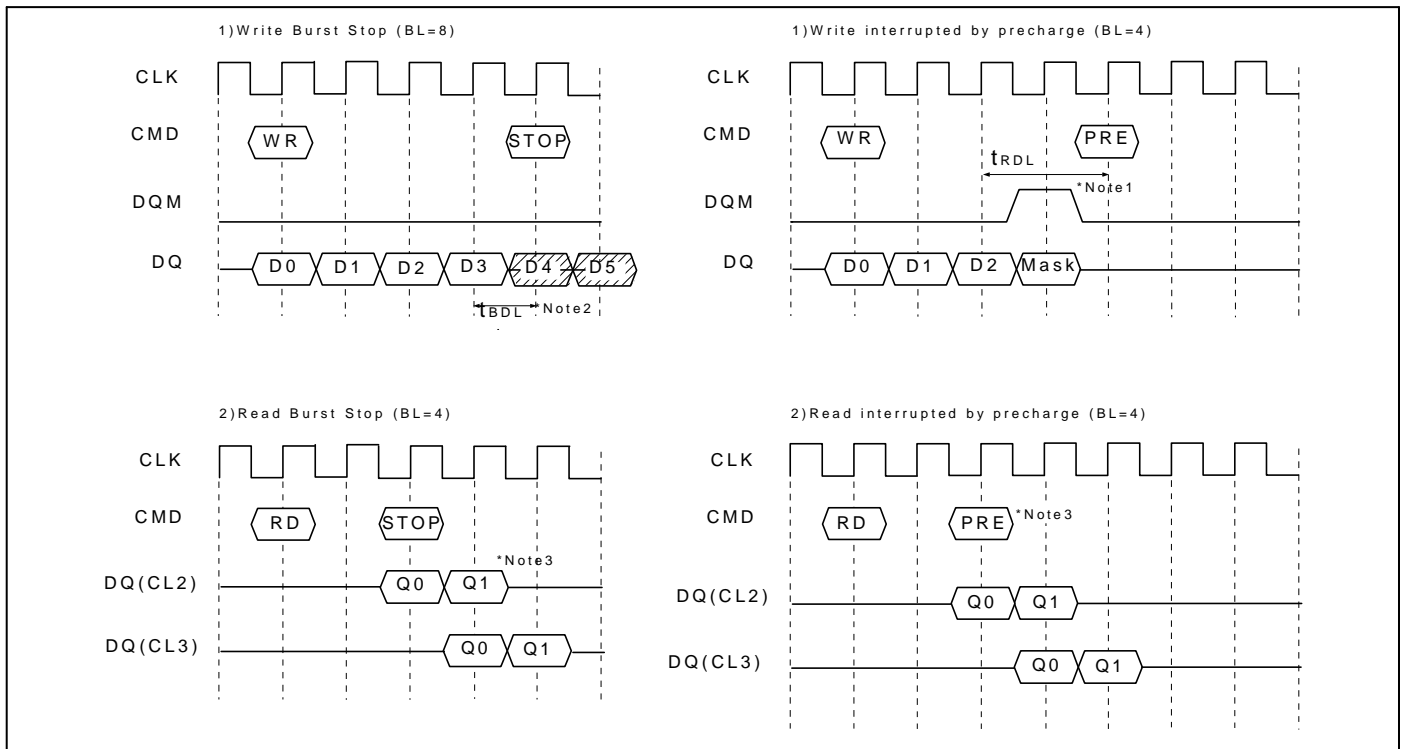 1)Write Burst Stop (BL=8)
CLK
CMD
WR
STOP
DQM
DQ
D0 D1 D2 D3 D4 D5
tBDL *Note2
1)Write interrupted by precharge (BL=4)
CLK
CMD
WR
PRE
tRDL
*Note1
DQM
DQ
D0 D1 D2 Mask
2)Read Burst Stop (BL=4)
CLK
CMD
RD
STOP
*Note3
DQ(CL2)
Q0 Q1
DQ(CL3)
Q0 Q1
2)Read interrupted by precharge (BL=4)
CLK
CMD
RD
PRE
*Note3
DQ(CL2)
Q0 Q1
DQ(CL3)
Q0 Q1